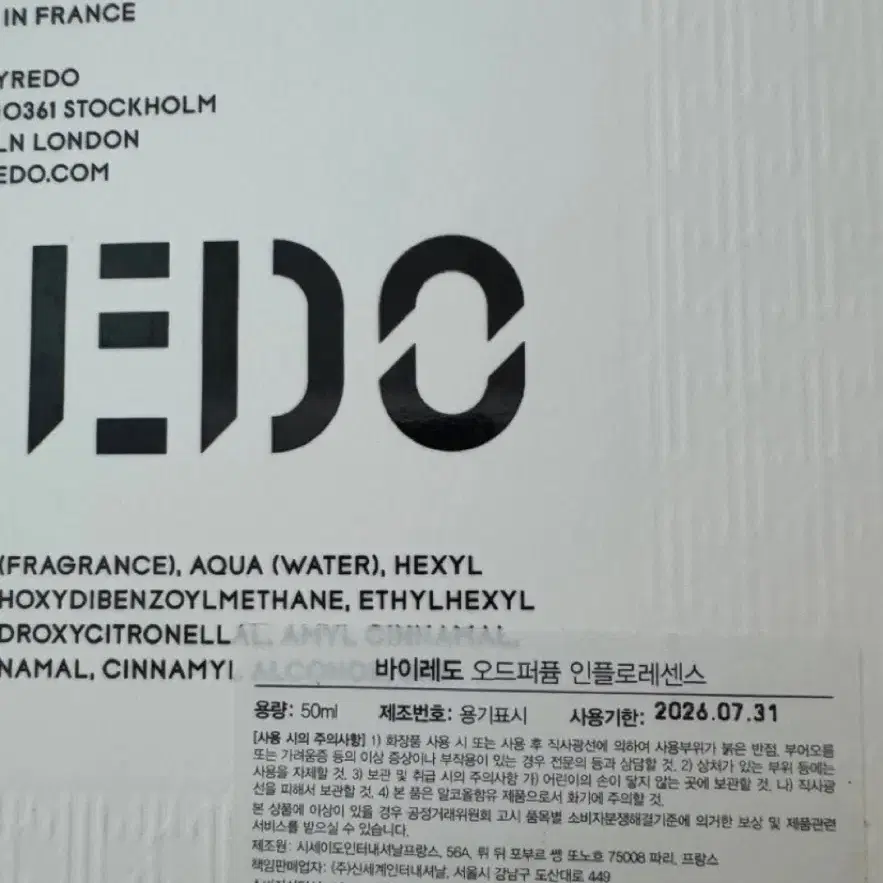 IN FRANCE
YREDO
10361 STOCKHOLM
LN LONDON
EDO.COM
EDO
(FRAGRANCE), AQUA (WATER), HEXYL
HOXYDIBENZOYLMETHANE, ETHYLHEXYL
DROXYCITRONELLAL, AMYL CINNAMAL,
NAMAL, CINNAMYL ALCOHOL
바이레도 오드퍼퓸 인플로레센스
용량: 50ml 제조번호: 용기표시 사용기한: 2026.07.31
[사용 시의 주의사항] 1) 화장품 사용 시 또는 사용 후 직사광선에 의하여 사용부위가 붉은 반점, 부어오름
또는 가려움증 등의 이상 증상이나 부작용이 있는 경우 전문의 등과 상담할 것. 2) 상처가 있는 부위 등에는
사용을 자제할 것. 3) 보관 및 취급 시의 주의사항 가) 어린이의 손이 닿지 않는 곳에 보관할 것. 나) 직사광
선을 피해서 보관할 것. 4) 본 품은 알코올함유 제품으로서 화기에 주의할 것.
본 상품에 이상이 있을 경우 공정거래위원회 고시 품목별 소비자분쟁해결기준에 의거한 보상 및 제품관련
서비스를 받으실 수 있습니다.
제조원: 시세이도인터내셔날프랑스, 56A, 뤼 뒤 포부르 쌩 또노흐 75008 파리, 프랑스
책임판매업자: (주)신세계인터내셔날, 서울시 강남구 도산대로 449